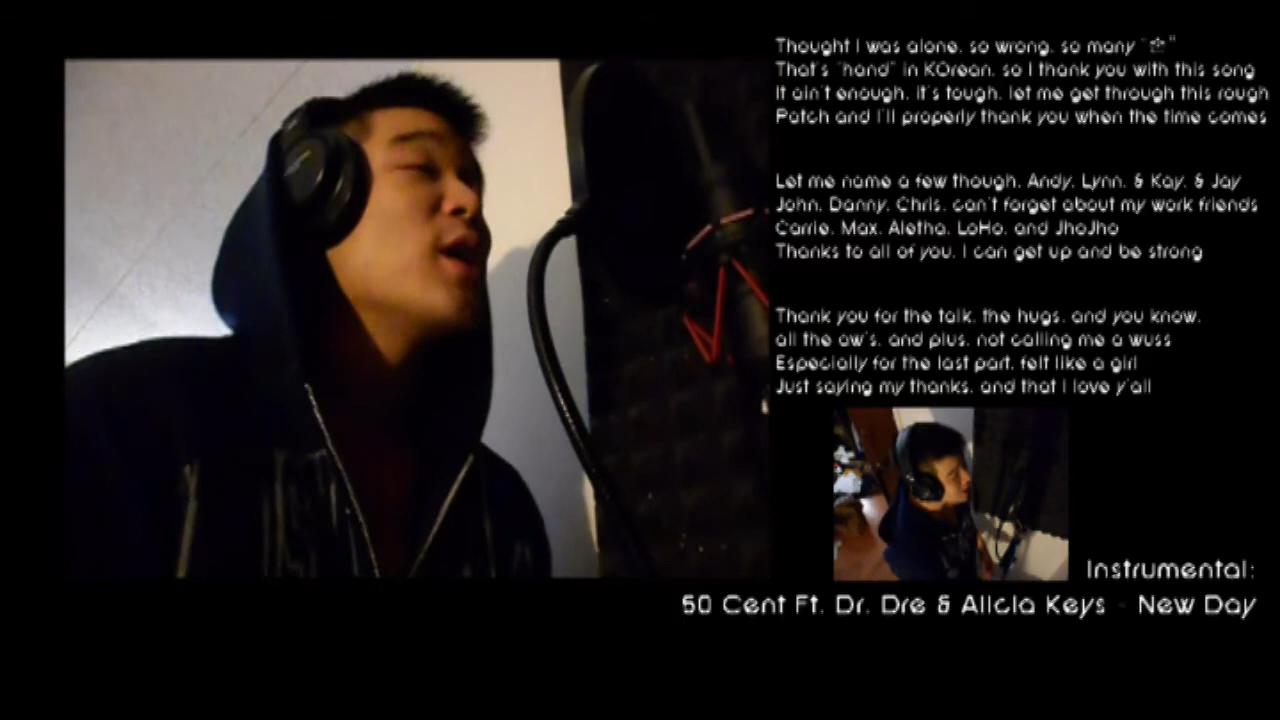 Thought I was alone, so wrong, so many "손"
That's "hand" in KOrean, so I thank you with this song
It ain't enough, it's tough, let me get through this rough
Patch and I'll properly thank you when the time comes
Let me name a few though, Andy, Lynn, & Kay, & Jay
John, Danny, Chris, can't forget about my work friends
Carrie, Max, Aletha, LoHo, and JhoJho
Thanks to all of you, I can get up and be strong
Thank you for the talk, the hugs, and you know,
all the aw's, and plus, not calling me a wuss
Especially for the last part, felt like a girl
Just saying my thanks, and that I love y'all
Instrumental:
50 Cent Ft. Dr. Dre & Alicia Keys - New Day